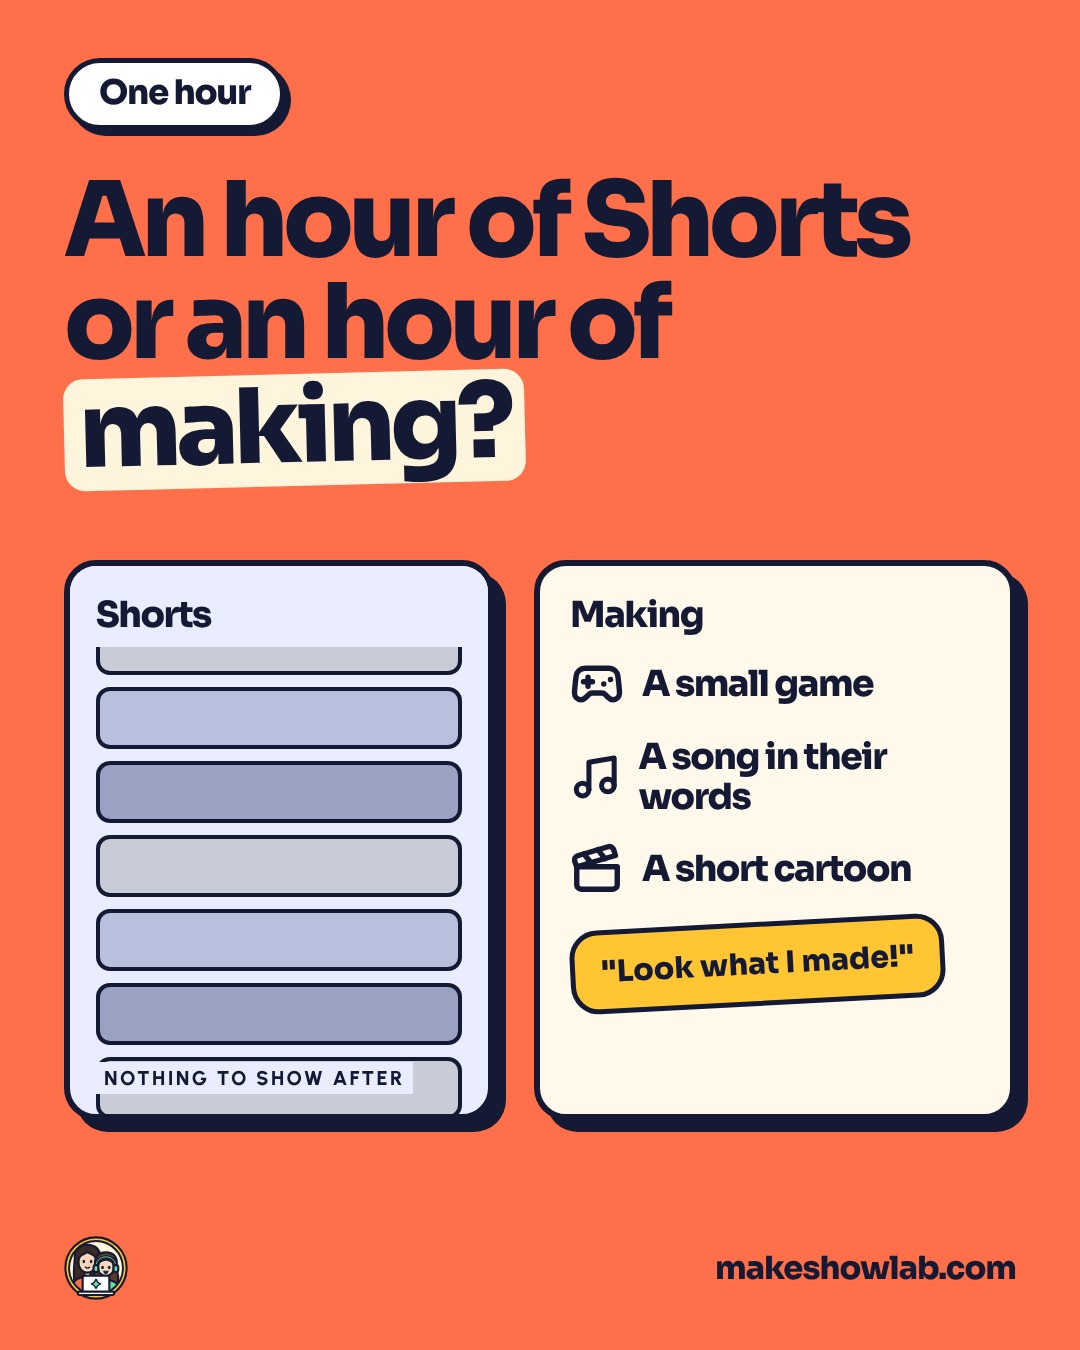 One hour
An hour of Shorts
or an hour of
making?
Shorts
NOTHING TO SHOW AFTER
Making
A small game
A song in their
words
A short cartoon
"Look what I made!"
makeshowlab.com